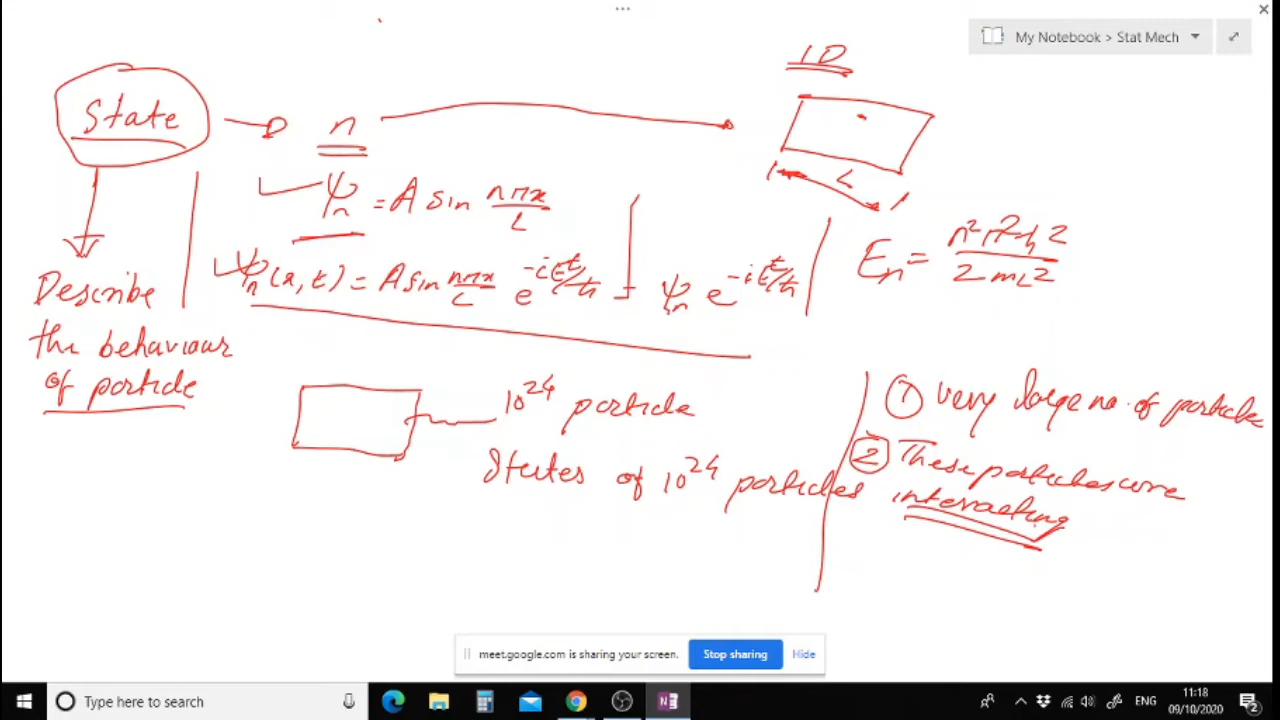 My Notebook > Stat Mech
1D
State
n
L
ψn = A sin nπx/L
En = n²π²ħ²/2mL²
ψn(x,t) = A sin nπx/L e^-iEt/ħ
ψn e^-iEt/ħ
Describe
the behaviour
of particle
10²⁴ particle
States of 10²⁴ particles
① very large no. of particle
② These particles are
interacting
meet.google.com is sharing your screen.
Stop sharing
Hide
Type here to search
ENG
11:18
09/10/2020
2